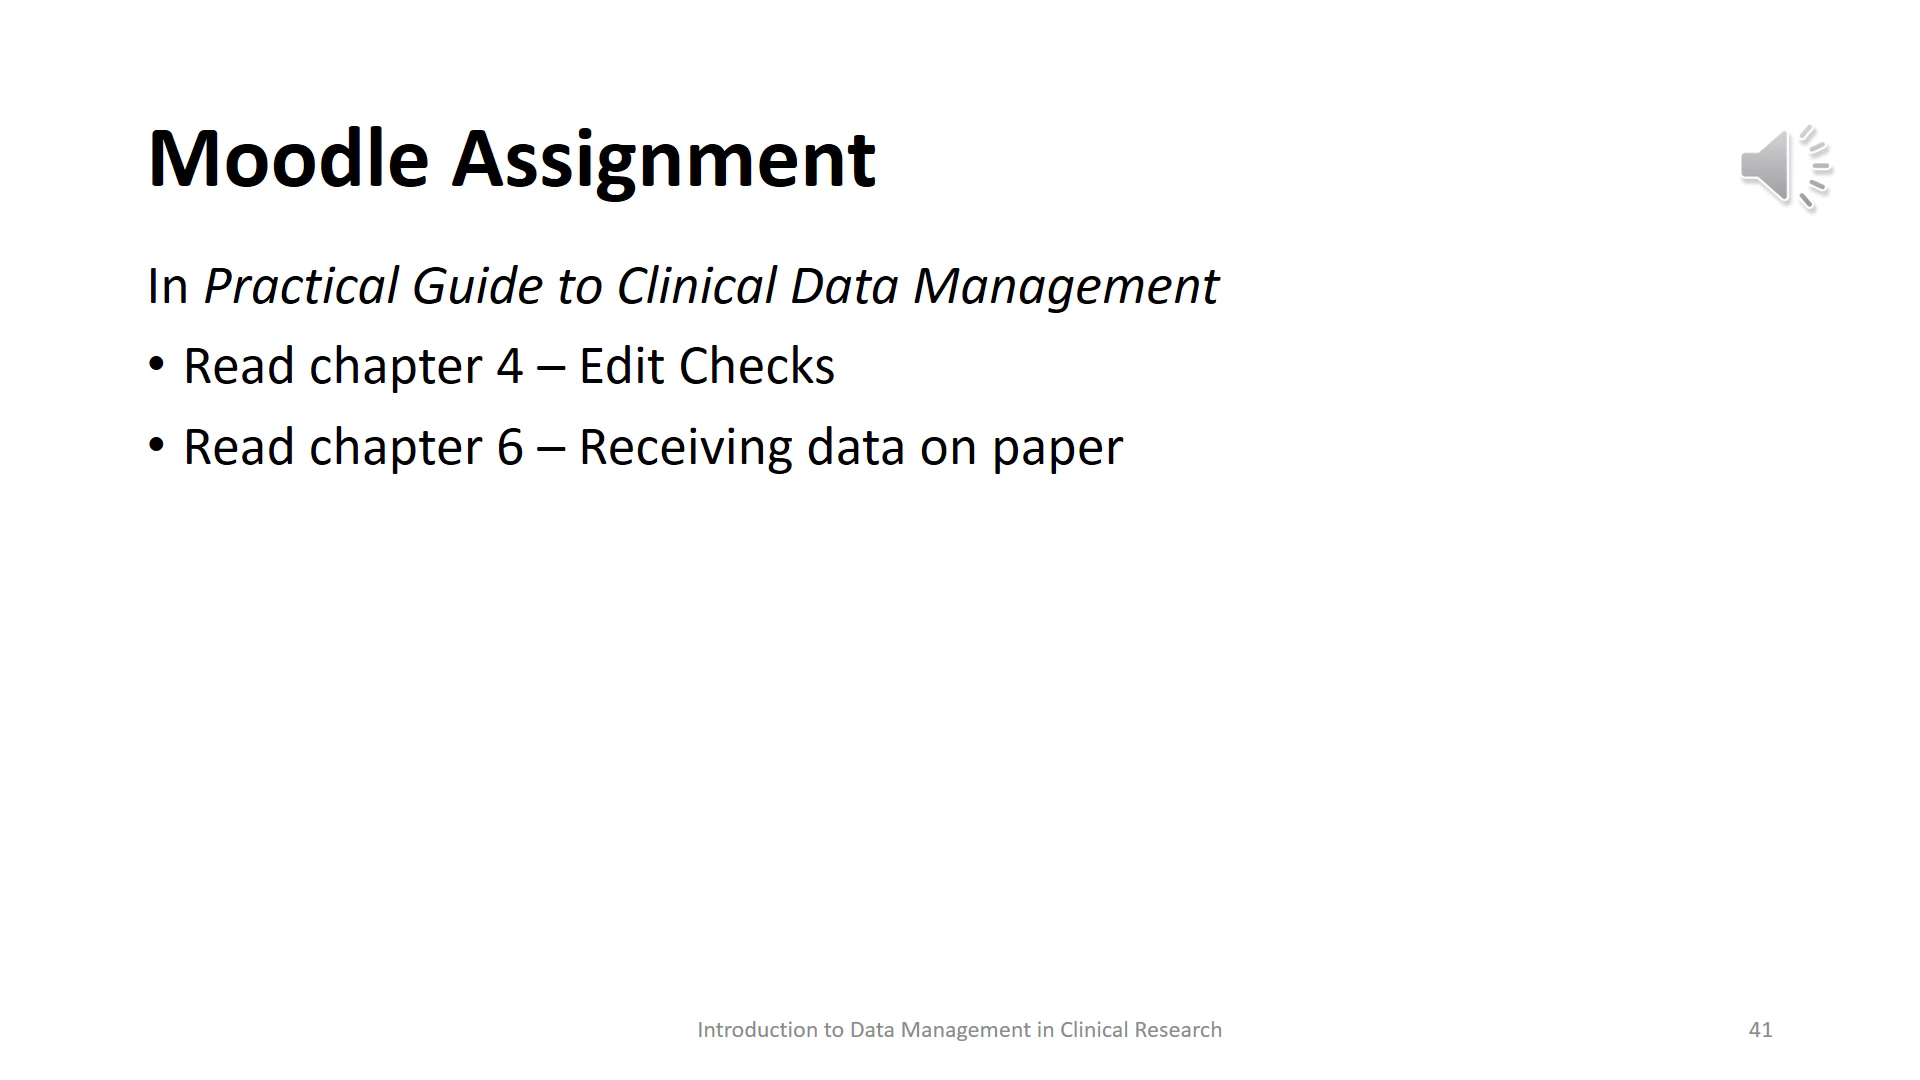 Moodle Assignment
In Practical Guide to Clinical Data Management
• Read chapter 4 – Edit Checks
• Read chapter 6 – Receiving data on paper
Introduction to Data Management in Clinical Research
41